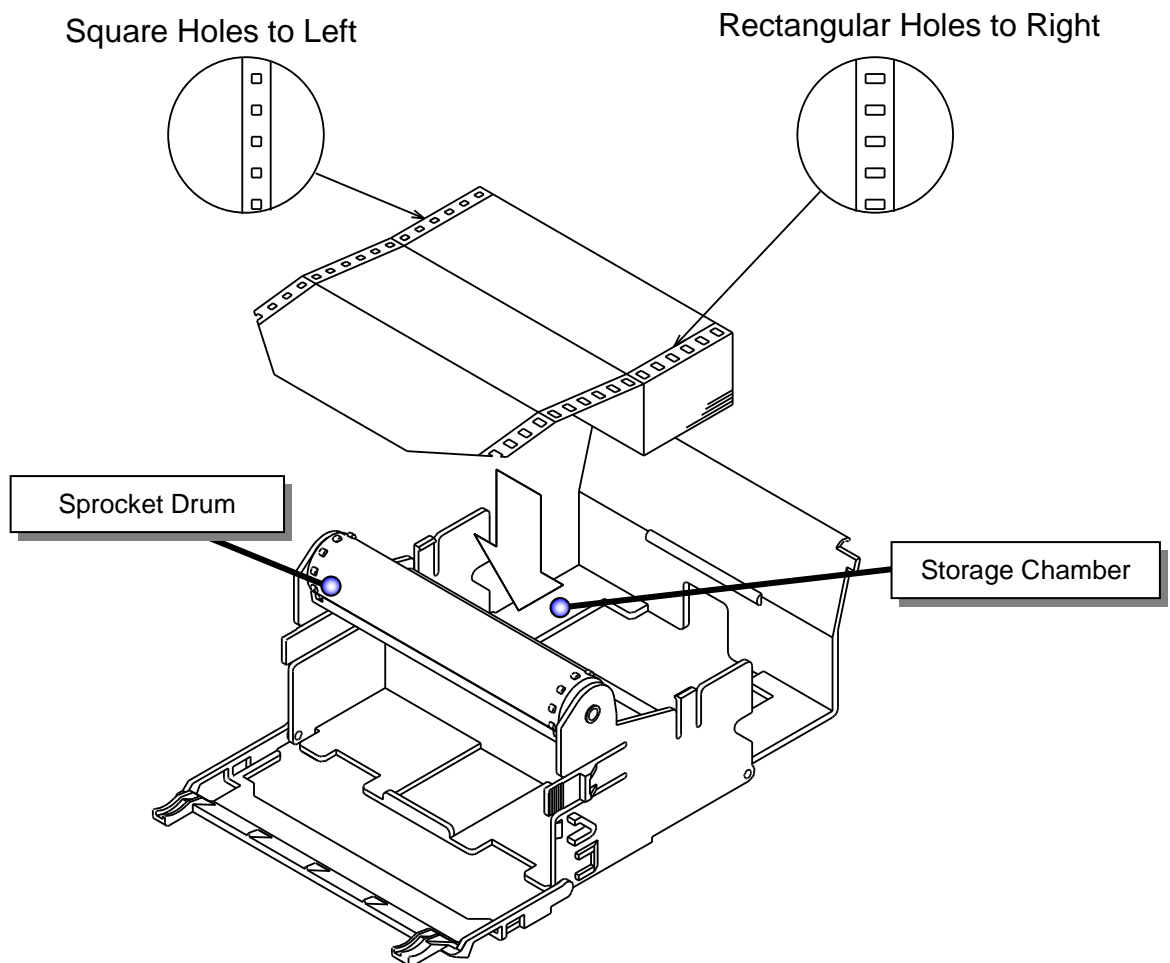 Square Holes to Left
Rectangular Holes to Right
Sprocket Drum
Storage Chamber